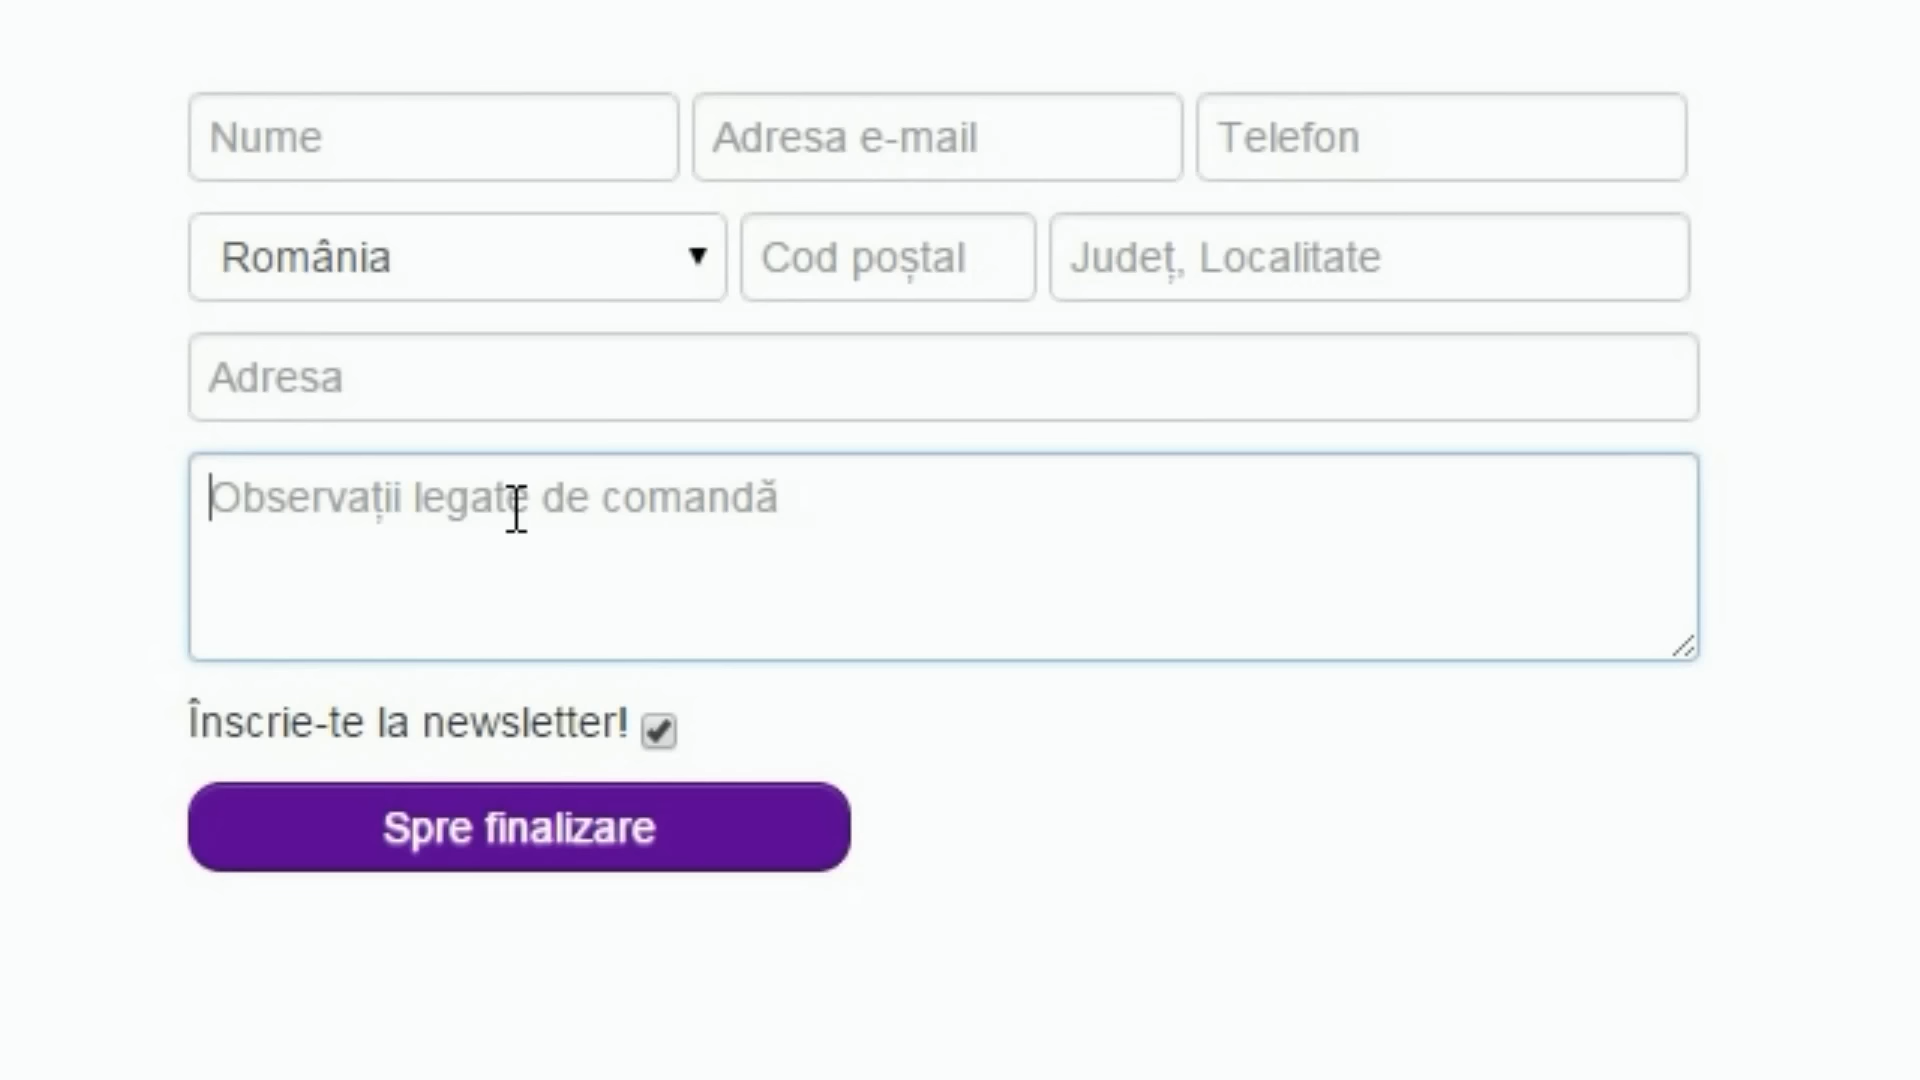 Nume Adresa e-mail Telefon
România Cod poștal Județ, Localitate
Adresa
Observații legate de comandă
Înscrie-te la newsletter!
Spre finalizare